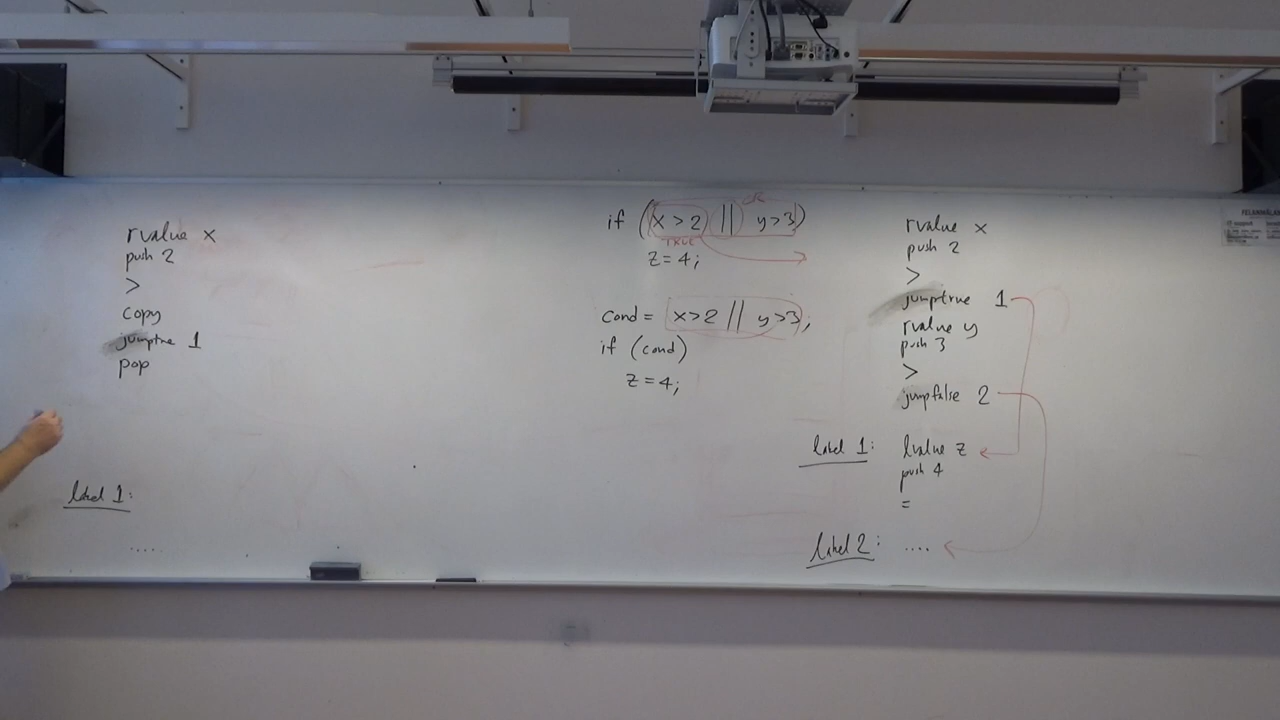 rvalue x
push 2
>
copy
jumptrue 1
pop
label 1:
.....
if (x > 2 || y>3)
TRUE
z = 4;
cond = x>2 || y>3;
if (cond)
z = 4;
rvalue x
push 2
>
jumptrue 1
rvalue y
push 3
>
jumpfalse 2
label 1: lvalue z
push 4
=
label 2: ....
FELANMÄLAN